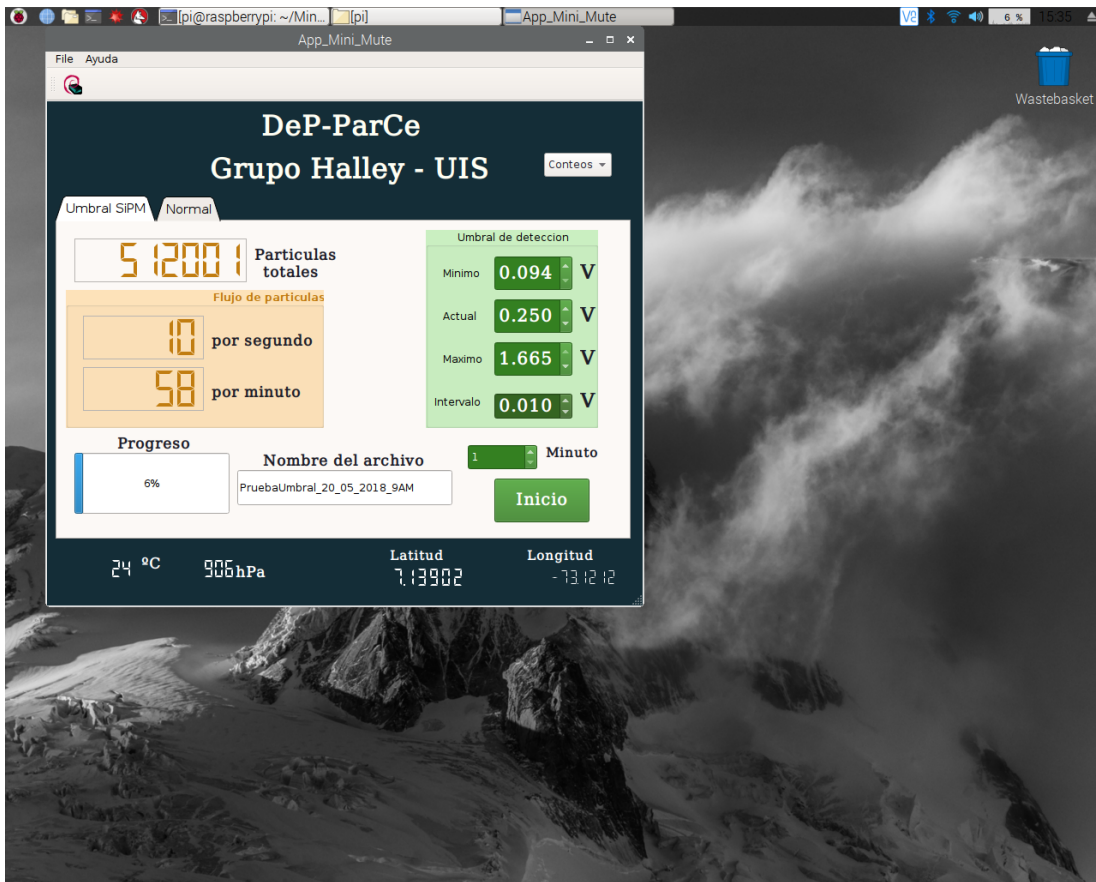 [pi@raspberrypi: ~/Min... [pi] App_Mini_Mute 6 % 15:35
App_Mini_Mute
File Ayuda
Wastebasket
DeP-ParCe
Grupo Halley - UIS
Conteos
Umbral SiPM Normal
512001 Particulas totales
Flujo de particulas
10 por segundo
58 por minuto
Umbral de deteccion
Minimo 0.094 V
Actual 0.250 V
Maximo 1.665 V
Intervalo 0.010 V
Progreso
6%
Nombre del archivo
PruebaUmbral_20_05_2018_9AM
1 Minuto
Inicio
24 ºC 906 hPa
Latitud
7.13902
Longitud
-73.1212